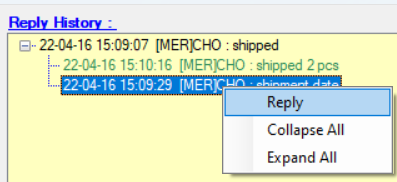 Reply History :
22-04-16 15:09:07 [MER]CHO : shipped
22-04-16 15:10:16 [MER]CHO : shipped 2 pcs
22-04-16 15:09:29 [MER]CHO : shipment date
Reply
Collapse All
Expand All